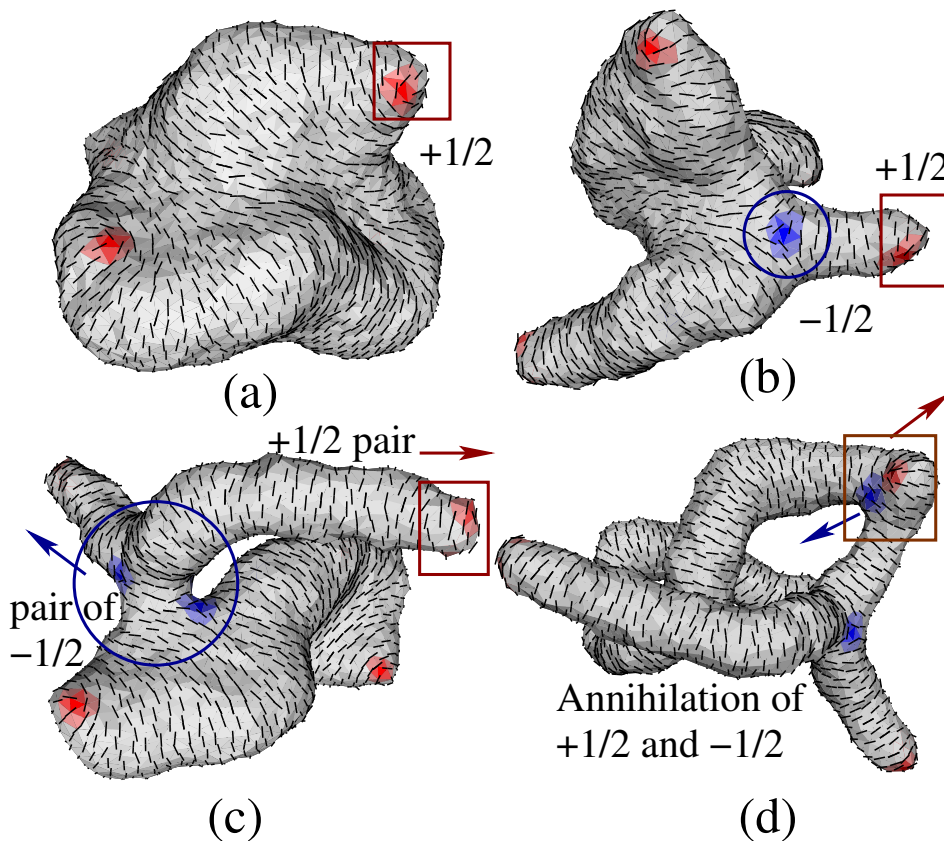 +1/2
(a)
+1/2
−1/2
(b)
+1/2 pair
pair of
−1/2
(c)
Annihilation of
+1/2 and −1/2
(d)